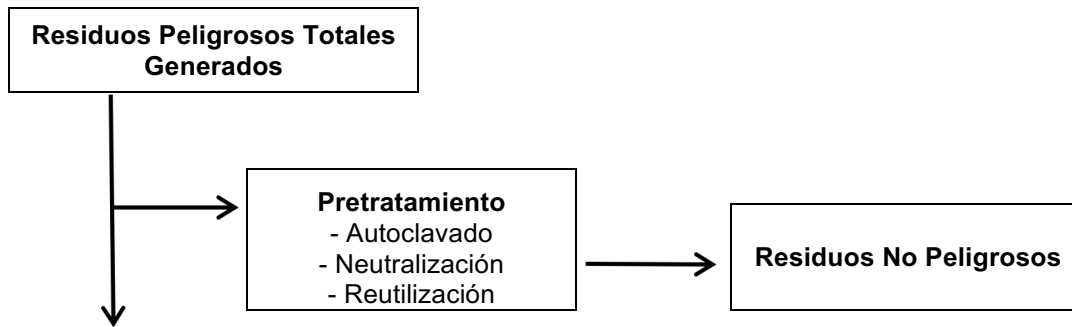 Residuos Peligrosos Totales
Generados
Pretratamiento
- Autoclavado
- Neutralización
- Reutilización
Residuos No Peligrosos